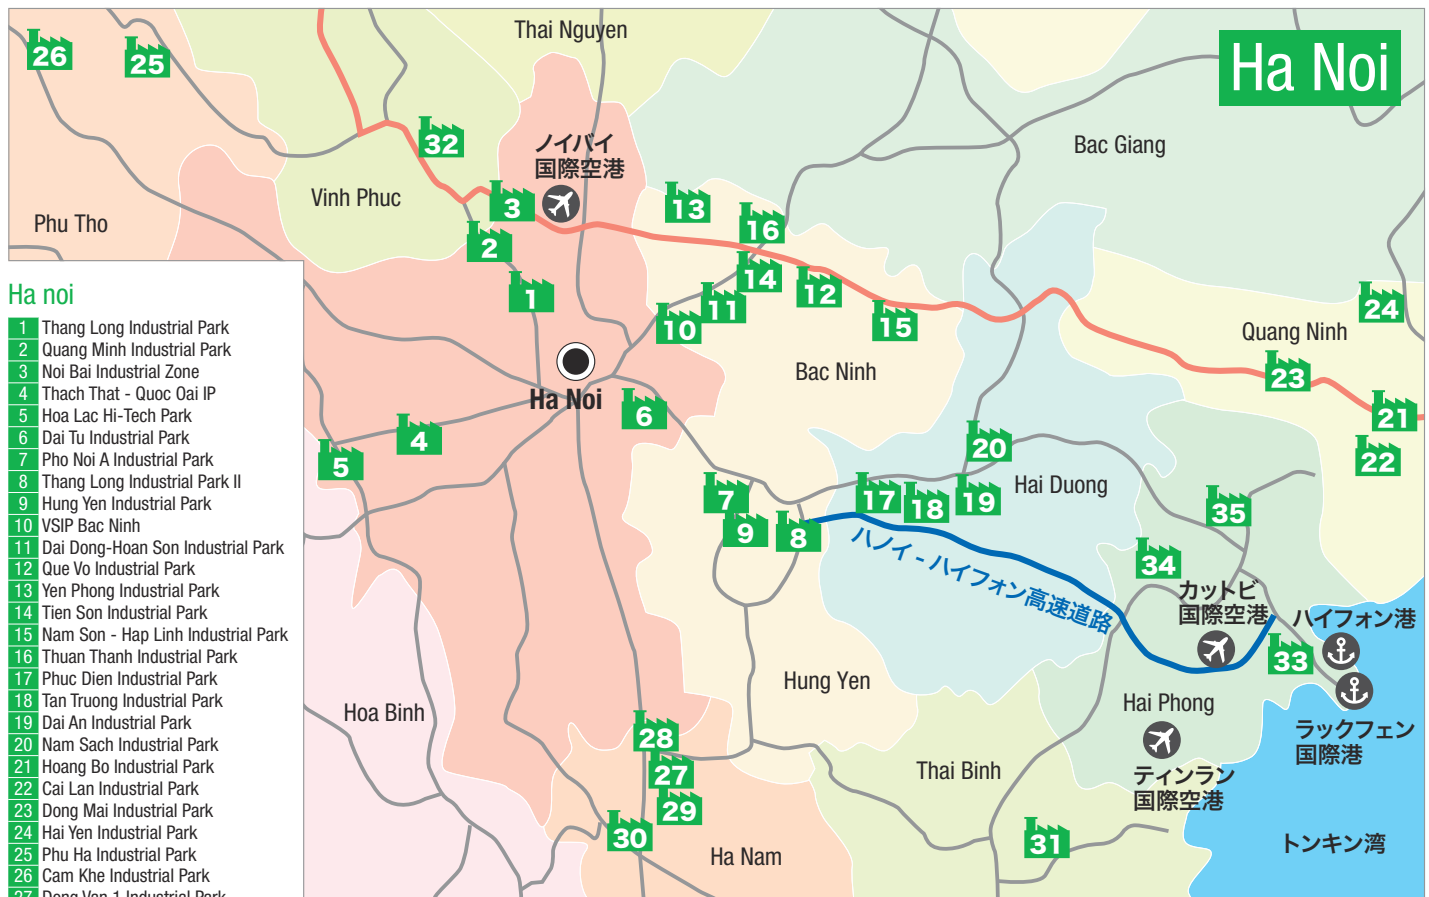 Ha Noi
Thai Nguyen
26
25
32
ノイバイ
国際空港
Bac Giang
Vinh Phuc
3
13
16
Phu Tho
2
14
12
1
11
10
15
24
Quang Ninh
23
Bac Ninh
21
Ha Noi
6
4
5
20
22
Hai Duong
7
17
18
19
35
9
8
ハノイ - ハイフォン高速道路
34
カットビ
国際空港
ハイフォン港
33
Hung Yen
Hai Phong
Hoa Binh
28
ラックフェン
国際港
27
Thai Binh
ティンラン
国際空港
29
30
31
トンキン湾
Ha Nam
Ha noi
1 Thang Long Industrial Park
2 Quang Minh Industrial Park
3 Noi Bai Industrial Zone
4 Thach That - Quoc Oai IP
5 Hoa Lac Hi-Tech Park
6 Dai Tu Industrial Park
7 Pho Noi A Industrial Park
8 Thang Long Industrial Park II
9 Hung Yen Industrial Park
10 VSIP Bac Ninh
11 Dai Dong-Hoan Son Industrial Park
12 Que Vo Industrial Park
13 Yen Phong Industrial Park
14 Tien Son Industrial Park
15 Nam Son - Hap Linh Industrial Park
16 Thuan Thanh Industrial Park
17 Phuc Dien Industrial Park
18 Tan Truong Industrial Park
19 Dai An Industrial Park
20 Nam Sach Industrial Park
21 Hoang Bo Industrial Park
22 Cai Lan Industrial Park
23 Dong Mai Industrial Park
24 Hai Yen Industrial Park
25 Phu Ha Industrial Park
26 Cam Khe Industrial Park
27 Dong Van 1 Industrial Park